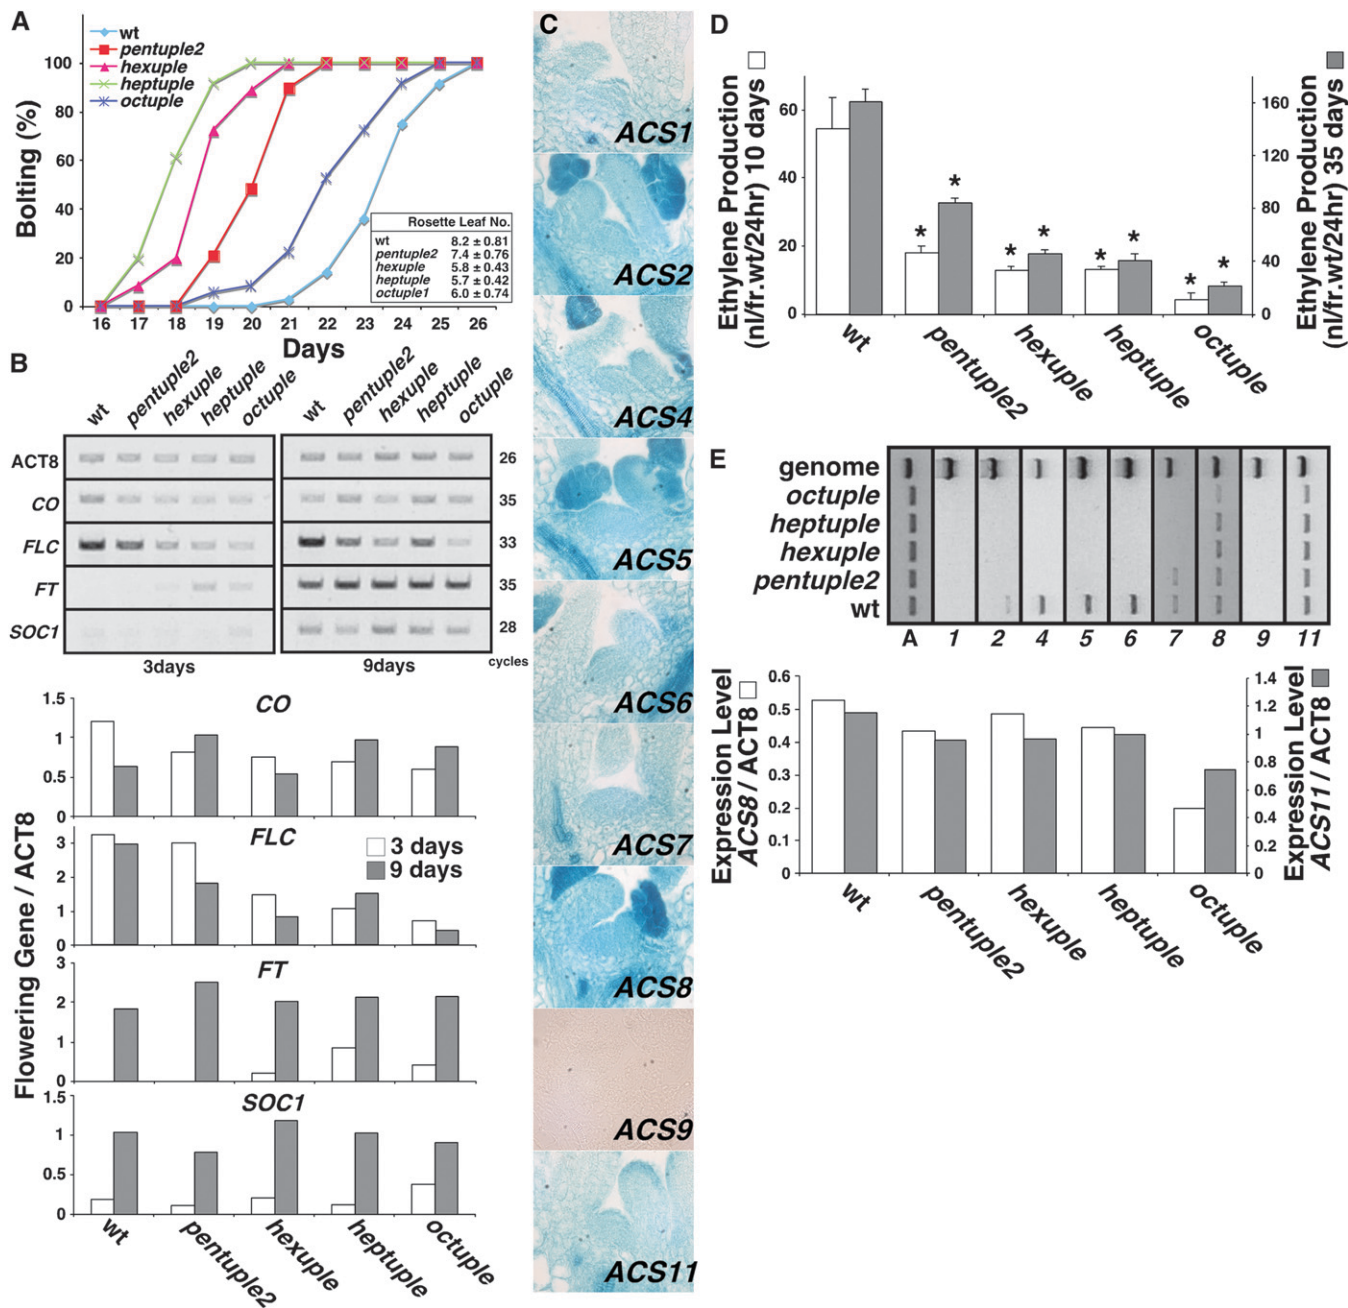 A
wt
pentuple2
hexuple
heptuple
octuple
Bolting (%)
100
80
60
40
20
0
16 17 18 19 20 21 22 23 24 25 26
Days
Rosette Leaf No.
wt 8.2 ± 0.81
pentuple2 7.4 ± 0.76
hexuple 5.8 ± 0.43
heptuple 5.7 ± 0.42
octuple1 6.0 ± 0.74
B
wt pentuple2 hexuple heptuple octuple
wt pentuple2 hexuple heptuple octuple
ACT8 26
CO 35
FLC 33
FT 35
SOC1 28
3days 9days cycles
Flowering Gene / ACT8
CO
1.5
1
0.5
0
FLC
3 days
9 days
3
2
1
0
FT
3
2
1
0
SOC1
1.5
1
0.5
0
wt pentuple2 hexuple heptuple octuple
C
ACS1
ACS2
ACS4
ACS5
ACS6
ACS7
ACS8
ACS9
ACS11
D
Ethylene Production
(nl/fr.wt/24hr) 10 days
60
40
20
0
* * * * * * * *
160
120
80
40
0
Ethylene Production
(nl/fr.wt/24hr) 35 days
wt pentuple2 hexuple heptuple octuple
E
genome
octuple
heptuple
hexuple
pentuple2
wt
A 1 2 4 5 6 7 8 9 11
Expression Level
ACS8 / ACT8
0.6
0.5
0.4
0.3
0.2
0.1
0
1.4
1.2
1
0.8
0.6
0.4
0.2
0
Expression Level
ACS11 / ACT8
wt pentuple2 hexuple heptuple octuple